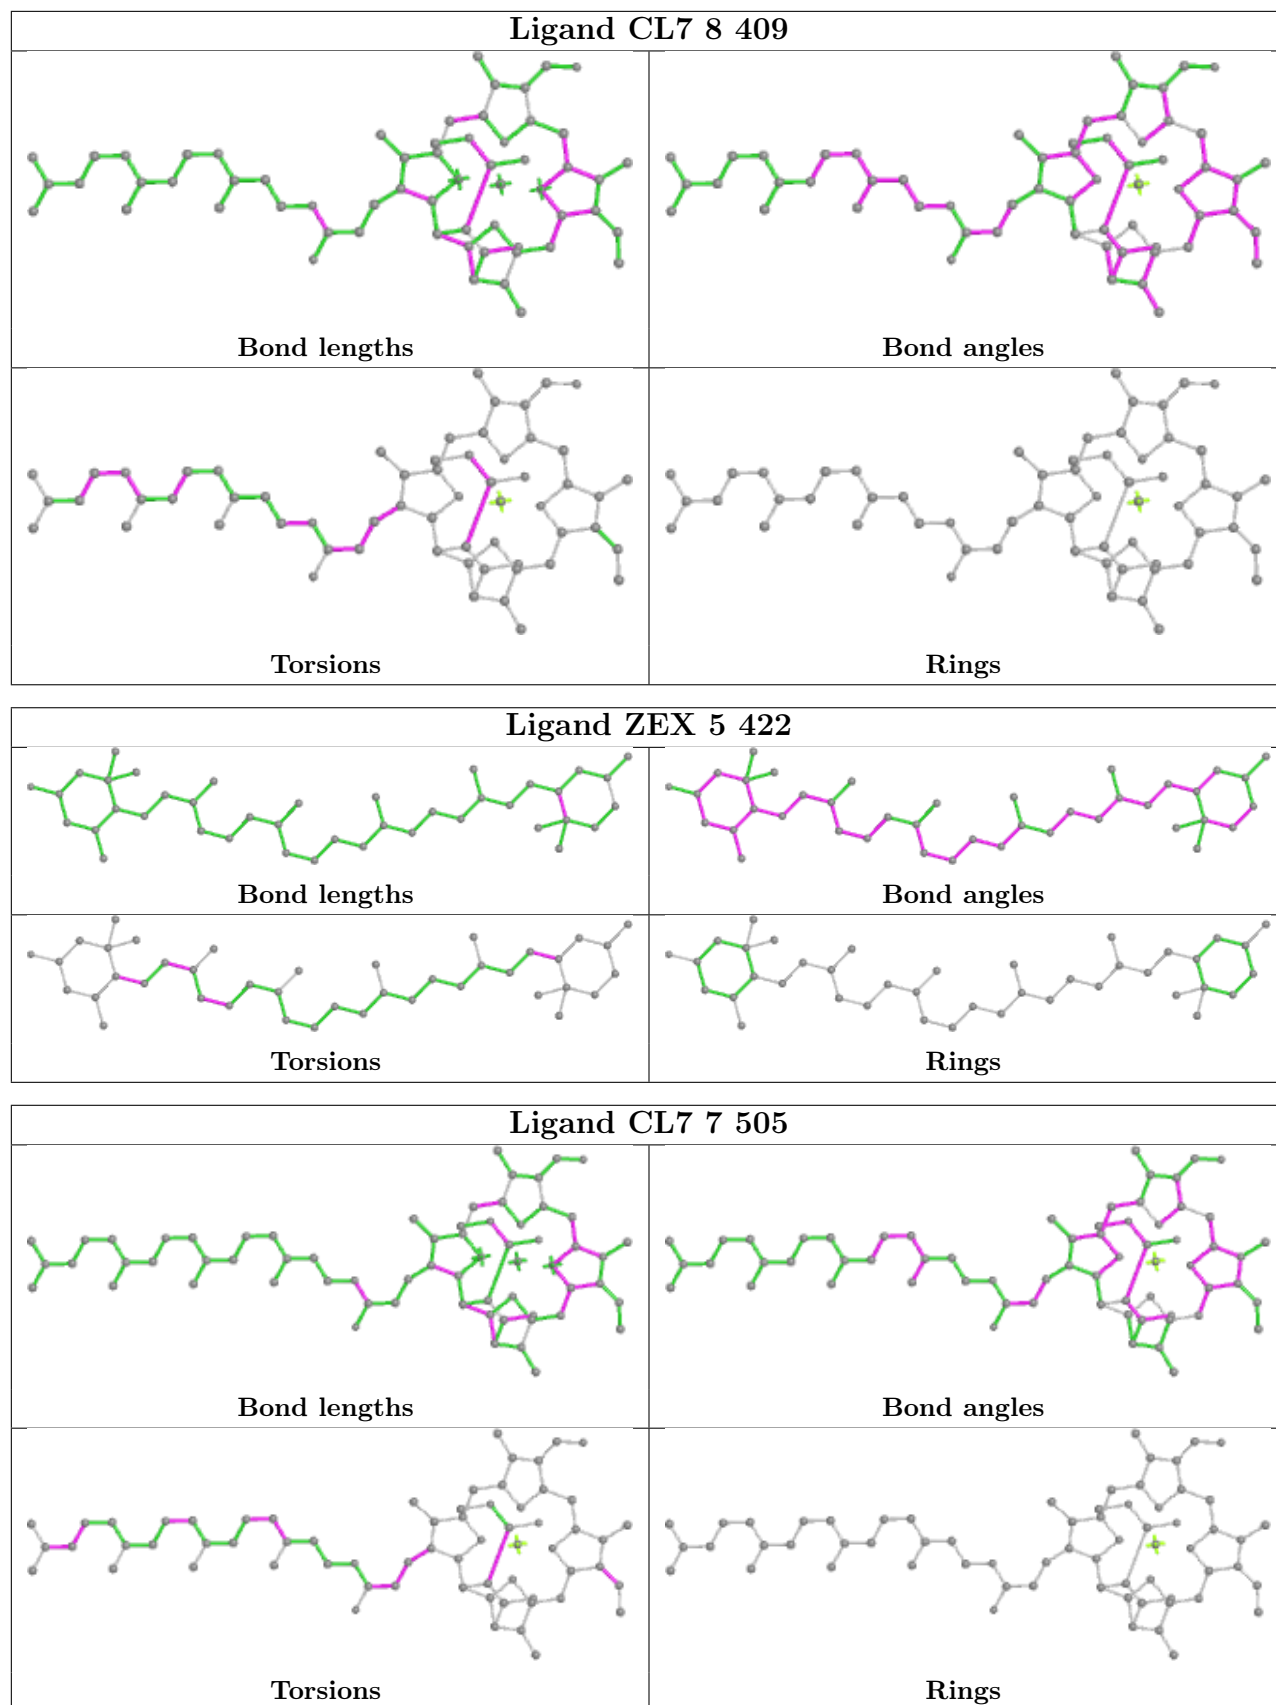 Ligand CL7 8 409
Bond lengths
Bond angles
Torsions
Rings
Ligand ZEX 5 422
Bond lengths
Bond angles
Torsions
Rings
Ligand CL7 7 505
Bond lengths
Bond angles
Torsions
Rings